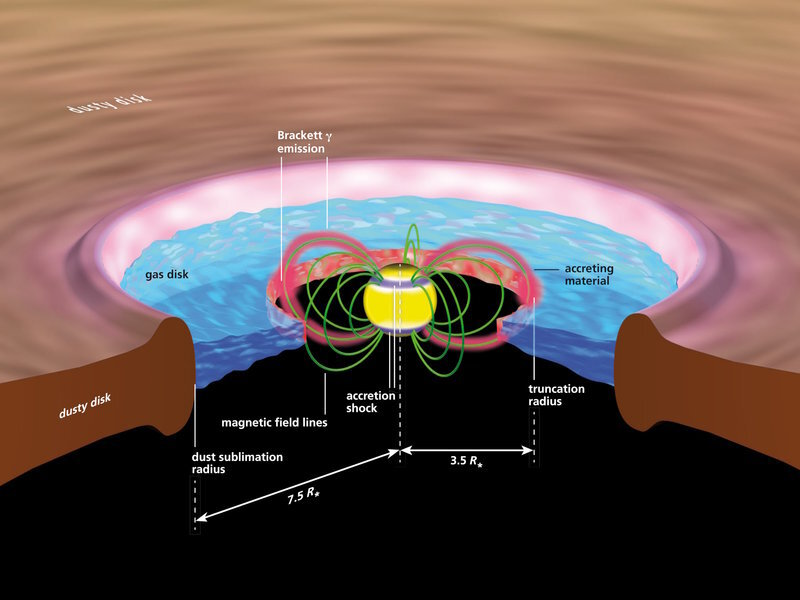 dusty disk
Brackett γ
emission
gas disk
accreting
material
dusty disk
magnetic field lines
accretion
shock
truncation
radius
dust sublimation
radius
7.5 R*
3.5 R*